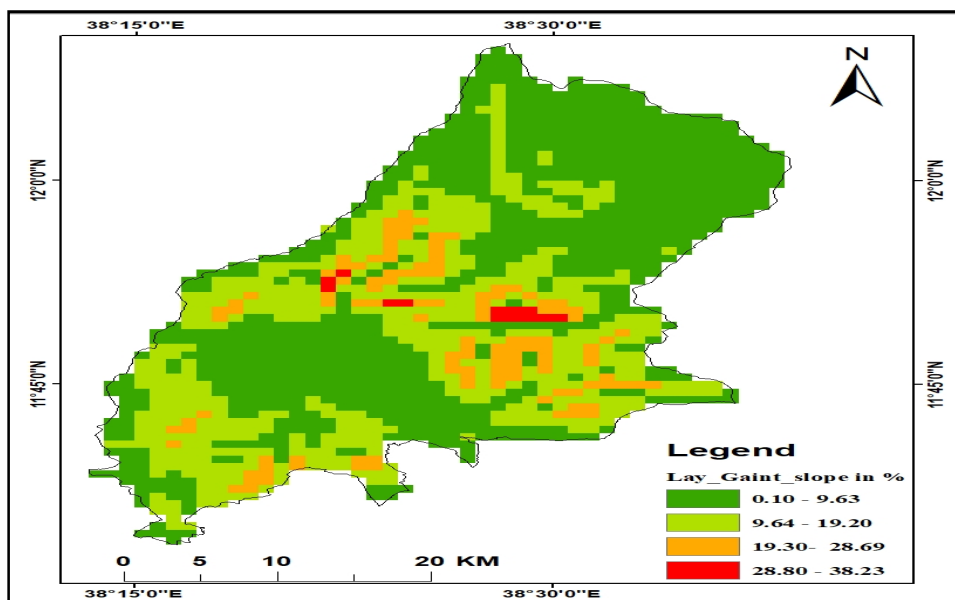 38°15'0"E 38°30'0"E
N
12°0'0"N 12°0'0"N
11°45'0"N 11°45'0"N
Legend
Lay_Gaint_slope in %
0.10 - 9.63
9.64 - 19.20
19.30- 28.69
28.80 - 38.23
0 5 10 20 KM
38°15'0"E 38°30'0"E